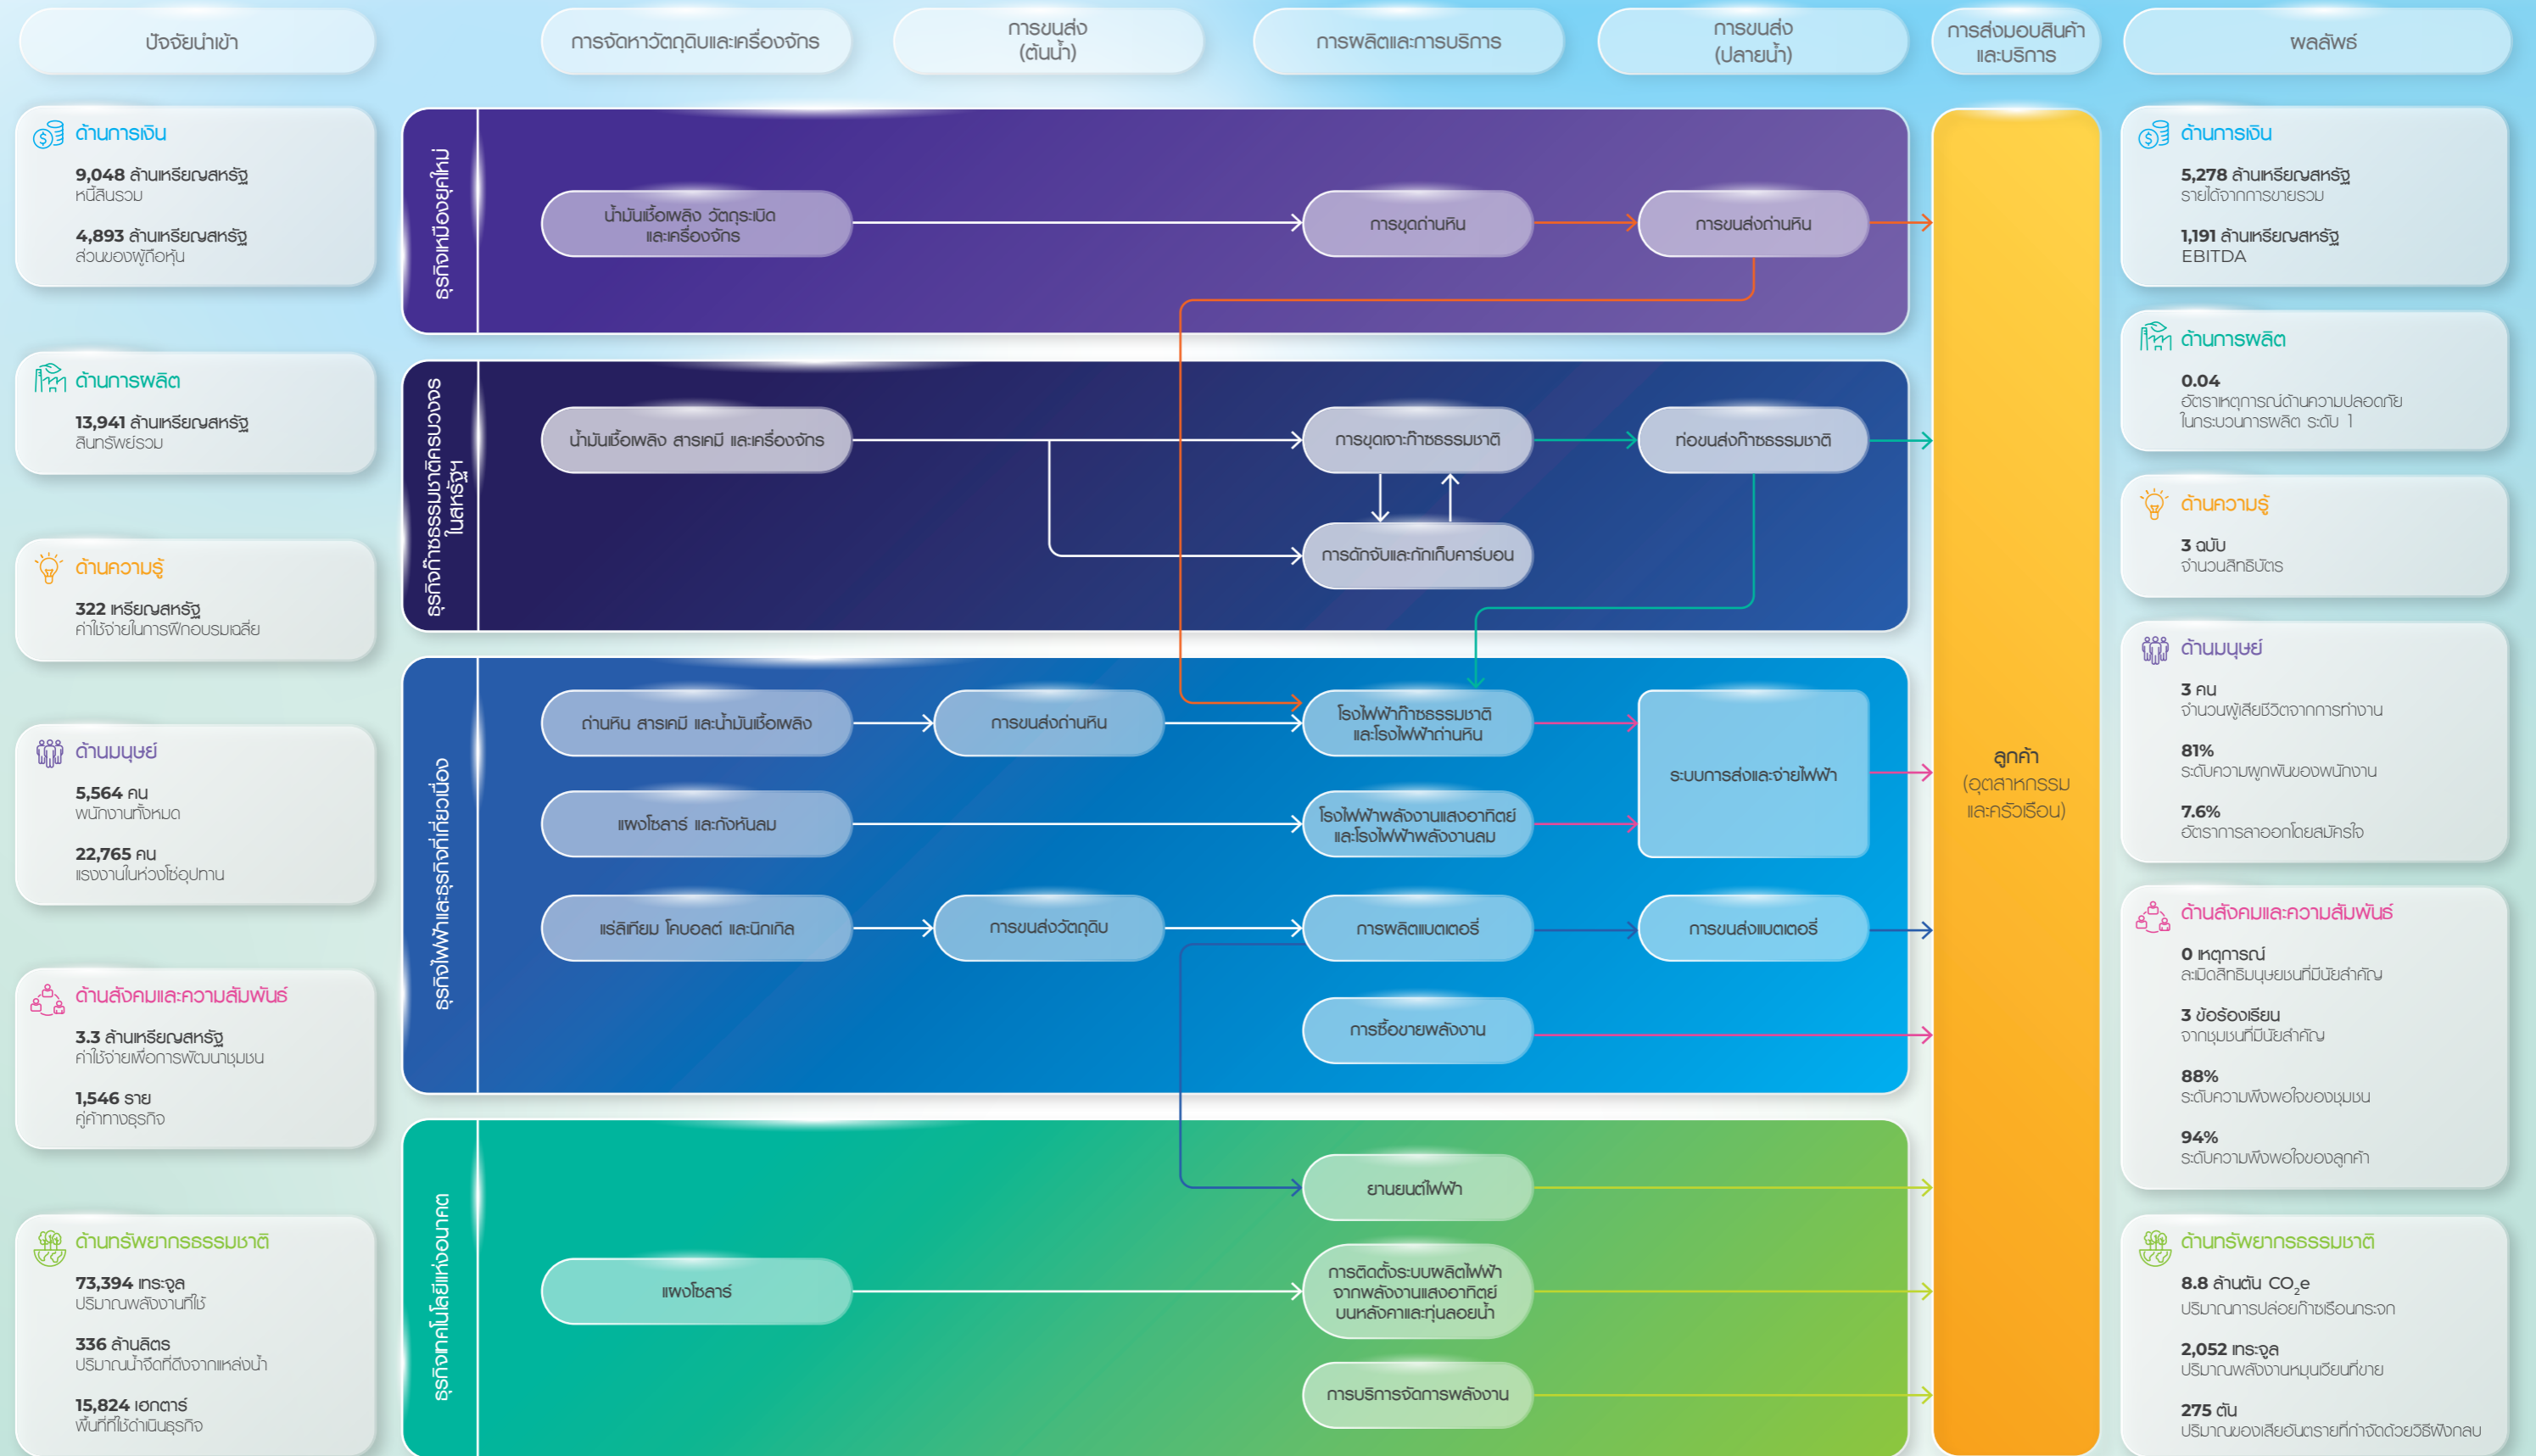 ปัจจัยนำเข้า
การจัดหาวัตถุดิบและเครื่องจักร
การขนส่ง
(ต้นน้ำ)
การผลิตและการบริการ
การขนส่ง
(ปลายน้ำ)
การส่งมอบสินค้า
และบริการ
ผลลัพธ์
ด้านการเงิน
9,048 ล้านเหรียญสหรัฐ
หนี้สินรวม
4,893 ล้านเหรียญสหรัฐ
ส่วนของผู้ถือหุ้น
ด้านการผลิต
13,941 ล้านเหรียญสหรัฐ
สินทรัพย์รวม
ด้านความรู้
322 เหรียญสหรัฐ
ค่าใช้จ่ายในการฝึกอบรมเฉลี่ย
ด้านมนุษย์
5,564 คน
พนักงานทั้งหมด
22,765 คน
แรงงานในห่วงโซ่อุปทาน
ด้านสังคมและความสัมพันธ์
3.3 ล้านเหรียญสหรัฐ
ค่าใช้จ่ายเพื่อการพัฒนาชุมชน
1,546 ราย
คู่ค้าทางธุรกิจ
ด้านทรัพยากรธรรมชาติ
73,394 เทระจูล
ปริมาณพลังงานที่ใช้
336 ล้านลิตร
ปริมาณน้ำจืดที่ดึงจากแหล่งน้ำ
15,824 เฮกตาร์
พื้นที่ที่ใช้ดำเนินธุรกิจ
ธุรกิจเหมืองยุคใหม่
น้ำมันเชื้อเพลิง วัตถุระเบิด
และเครื่องจักร
การขุดถ่านหิน
การขนส่งถ่านหิน
ธุรกิจก๊าซธรรมชาติครบวงจร
ในสหรัฐฯ
น้ำมันเชื้อเพลิง สารเคมี และเครื่องจักร
การขุดเจาะก๊าซธรรมชาติ
ท่อขนส่งก๊าซธรรมชาติ
การดักจับและกักเก็บคาร์บอน
ธุรกิจไฟฟ้าและธุรกิจที่เกี่ยวเนื่อง
ถ่านหิน สารเคมี และน้ำมันเชื้อเพลิง
การขนส่งถ่านหิน
โรงไฟฟ้าก๊าซธรรมชาติ
และโรงไฟฟ้าถ่านหิน
ระบบการส่งและจ่ายไฟฟ้า
แผงโซลาร์ และกังหันลม
โรงไฟฟ้าพลังงานแสงอาทิตย์
และโรงไฟฟ้าพลังงานลม
แร่ลิเทียม โคบอลต์ และนิกเกิล
การขนส่งวัตถุดิบ
การผลิตแบตเตอรี่
การขนส่งแบตเตอรี่
การซื้อขายพลังงาน
ธุรกิจเทคโนโลยีแห่งอนาคต
ยานยนต์ไฟฟ้า
แผงโซลาร์
การติดตั้งระบบผลิตไฟฟ้า
จากพลังงานแสงอาทิตย์
บนหลังคาและทุ่นลอยน้ำ
การบริการจัดการพลังงาน
ลูกค้า
(อุตสาหกรรม
และครัวเรือน)
ด้านการเงิน
5,278 ล้านเหรียญสหรัฐ
รายได้จากการขายรวม
1,191 ล้านเหรียญสหรัฐ
EBITDA
ด้านการผลิต
0.04
อัตราเหตุการณ์ด้านความปลอดภัย
ในกระบวนการผลิต ระดับ 1
ด้านความรู้
3 ฉบับ
จำนวนสิทธิบัตร
ด้านมนุษย์
3 คน
จำนวนผู้เสียชีวิตจากการทำงาน
81%
ระดับความผูกพันของพนักงาน
7.6%
อัตราการลาออกโดยสมัครใจ
ด้านสังคมและความสัมพันธ์
0 เหตุการณ์
ละเมิดสิทธิมนุษยชนที่มีนัยสำคัญ
3 ข้อร้องเรียน
จากชุมชนที่มีนัยสำคัญ
88%
ระดับความพึงพอใจของชุมชน
94%
ระดับความพึงพอใจของลูกค้า
ด้านทรัพยากรธรรมชาติ
8.8 ล้านตัน CO₂e
ปริมาณการปล่อยก๊าซเรือนกระจก
2,052 เทระจูล
ปริมาณพลังงานหมุนเวียนที่ขาย
275 ตัน
ปริมาณของเสียอันตรายที่กำจัดด้วยวิธีฝังกลบ